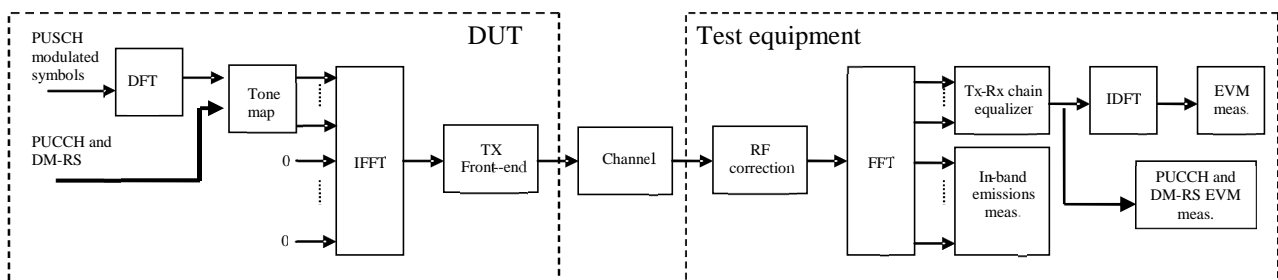 DUT
Test equipment
PUSCH
modulated
symbols
DFT
Tone
map
PUCCH and
DM-RS
0
0
IFFT
TX
Front-end
Channel
RF
correction
FFT
Tx-Rx chain
equalizer
In-band
emissions
meas.
IDFT
EVM
meas.
PUCCH and
DM-RS EVM
meas.